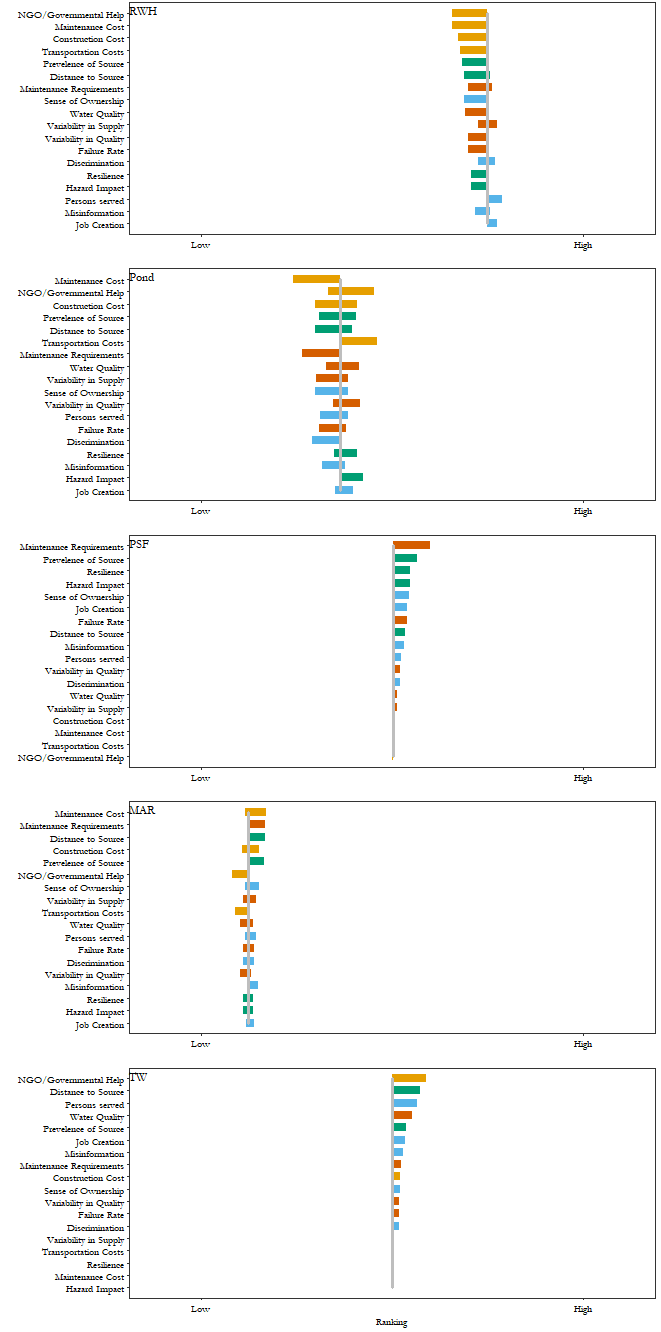 RWH
NGO/Governmental Help
Maintenance Cost
Construction Cost
Transportation Costs
Prevelence of Source
Distance to Source
Maintenance Requirements
Sense of Ownership
Water Quality
Variability in Supply
Variability in Quality
Failure Rate
Discrimination
Resilience
Hazard Impact
Persons served
Misinformation
Job Creation
Low High
Pond
Maintenance Cost
NGO/Governmental Help
Construction Cost
Prevelence of Source
Distance to Source
Transportation Costs
Maintenance Requirements
Water Quality
Variability in Supply
Sense of Ownership
Variability in Quality
Persons served
Failure Rate
Discrimination
Resilience
Misinformation
Hazard Impact
Job Creation
Low High
PSF
Maintenance Requirements
Prevelence of Source
Resilience
Hazard Impact
Sense of Ownership
Job Creation
Failure Rate
Distance to Source
Misinformation
Persons served
Variability in Quality
Discrimination
Water Quality
Variability in Supply
Construction Cost
Maintenance Cost
Transportation Costs
NGO/Governmental Help
Low High
MAR
Maintenance Cost
Maintenance Requirements
Distance to Source
Construction Cost
Prevelence of Source
NGO/Governmental Help
Sense of Ownership
Variability in Supply
Transportation Costs
Water Quality
Persons served
Failure Rate
Discrimination
Variability in Quality
Misinformation
Resilience
Hazard Impact
Job Creation
Low High
TW
NGO/Governmental Help
Distance to Source
Persons served
Water Quality
Prevelence of Source
Job Creation
Misinformation
Maintenance Requirements
Construction Cost
Sense of Ownership
Variability in Quality
Failure Rate
Discrimination
Variability in Supply
Transportation Costs
Resilience
Maintenance Cost
Hazard Impact
Low High
Ranking